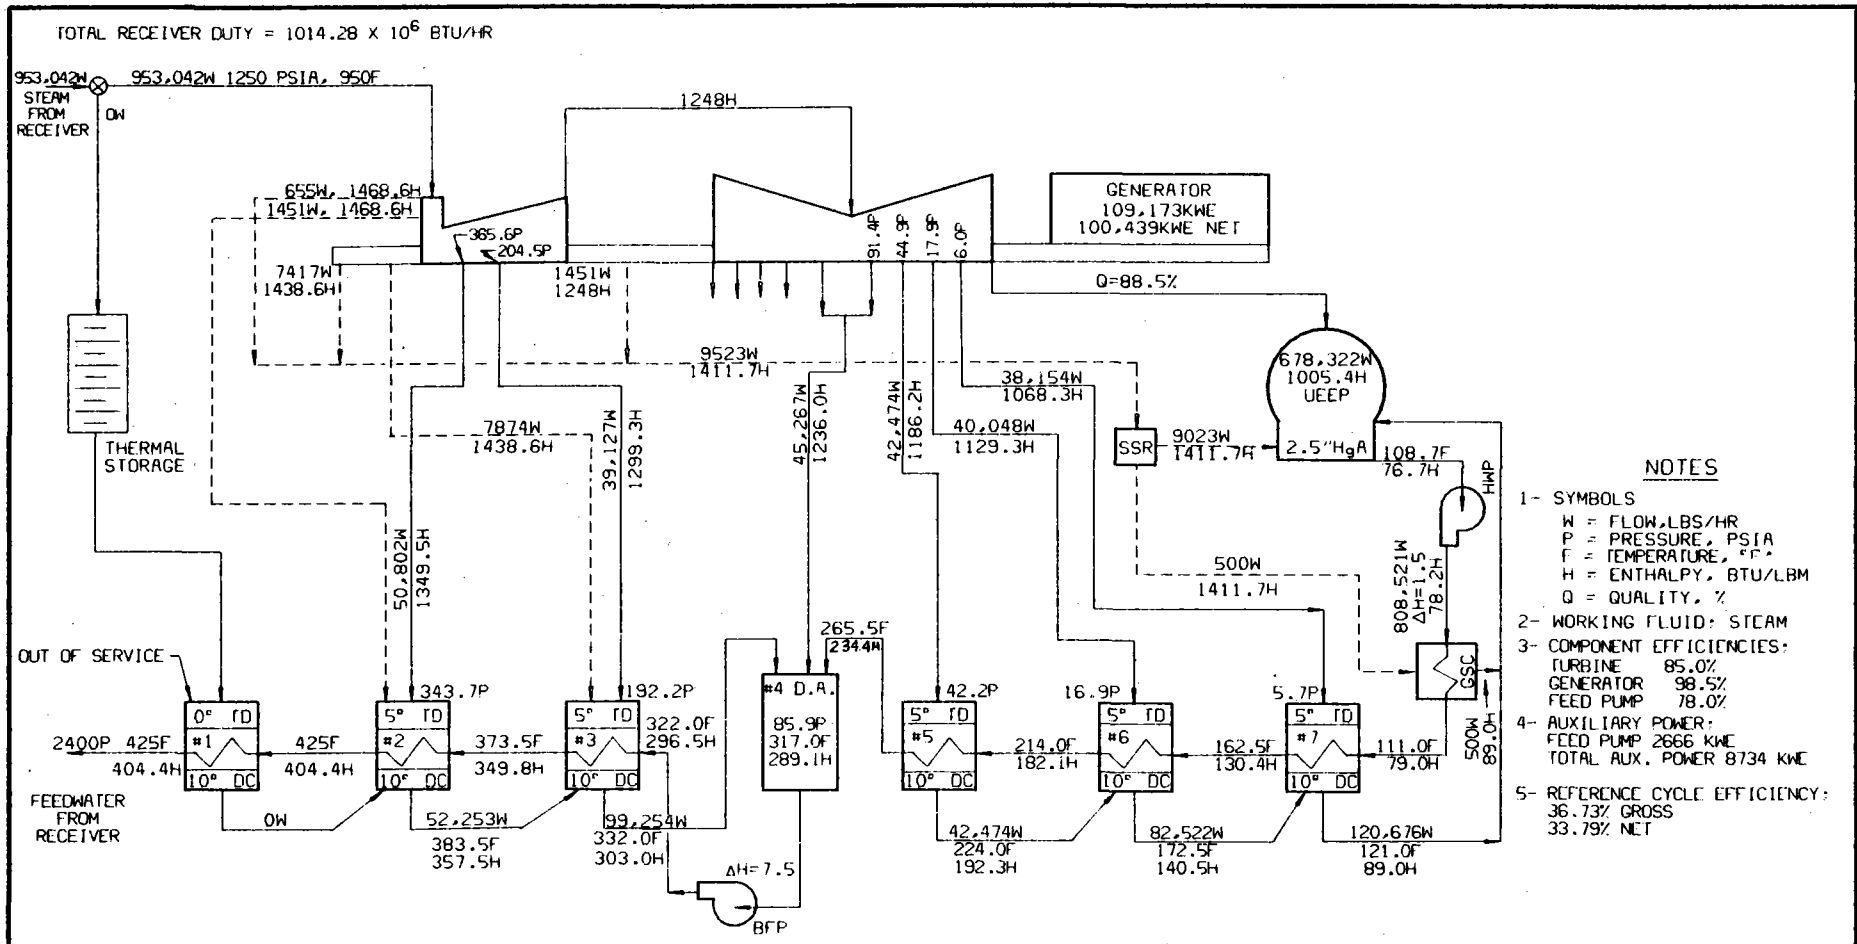 TOTAL RECEIVER DUTY = 1014.28 X 10⁶ BTU/HR
953,042W
STEAM
FROM
RECEIVER
0W
953,042W 1250 PSIA, 950F
1248H
655W, 1468.6H
1451W, 1468.6H
365.6P
204.5P
91.4P
44.9P
17.9P
6.0P
GENERATOR
109,173KWE
100,439KWE NET
7417W
1438.6H
1451W
1248H
Q=88.5%
9523W
1411.7H
678,322W
1005.4H
UEEP
2.5"HgA
THERMAL
STORAGE
7874W
1438.6H
50,802W
1349.5H
39,127W
1299.3H
45,267W
1236.0H
42,474W
1186.2H
38,154W
1068.3H
40,048W
1129.3H
SSR
9023W
1411.7H
108.7F
76.7H
HWP
808,521W
ΔH=1.5
78.2H
500W
1411.7H
GSC
500W
89.0H
OUT OF SERVICE
265.5F
234.4H
343.7P
192.2P
42.2P
16.9P
5.7P
0° TD
#1
10° DC
5° TD
#2
10° DC
5° TD
#3
10° DC
#4 D.A.
85.9P
317.0F
289.1H
5° TD
#5
10° DC
5° TD
#6
10° DC
5° TD
#7
10° DC
2400P 425F
404.4H
425F
404.4H
373.5F
349.8H
322.0F
296.5H
214.0F
182.1H
162.5F
130.4H
111.0F
79.0H
FEEDWATER
FROM
RECEIVER
0W
52,253W
383.5F
357.5H
99,254W
332.0F
303.0H
ΔH=7.5
BFP
42,474W
224.0F
192.3H
82,522W
172.5F
140.5H
120,676W
121.0F
89.0H
NOTES
1- SYMBOLS
W = FLOW,LBS/HR
P = PRESSURE, PSIA
F = TEMPERATURE, °F
H = ENTHALPY, BTU/LBM
Q = QUALITY, %
2- WORKING FLUID: STEAM
3- COMPONENT EFFICIENCIES:
TURBINE 85.0%
GENERATOR 98.5%
FEED PUMP 78.0%
4- AUXILIARY POWER:
FEED PUMP 2666 KWE
TOTAL AUX. POWER 8734 KWE
5- REFERENCE CYCLE EFFICIENCY:
36.73% GROSS
33.79% NET